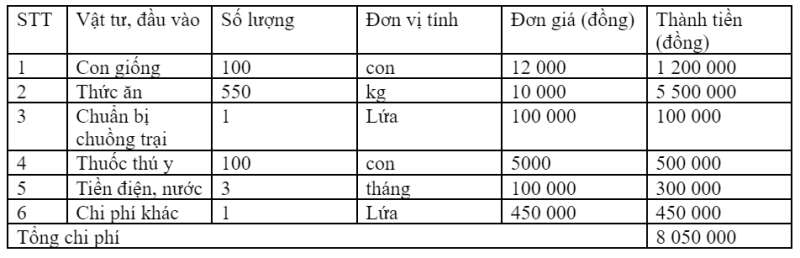 STT Vật tư, đầu vào Số lượng Đơn vị tính Đơn giá (đồng) Thành tiền
(đồng)
1 Con giống 100 con 12 000 1 200 000
2 Thức ăn 550 kg 10 000 5 500 000
3 Chuẩn bị 1 Lứa 100 000 100 000
chuồng trại
4 Thuốc thú y 100 con 5000 500 000
5 Tiền điện, nước 3 tháng 100 000 300 000
6 Chi phí khác 1 Lứa 450 000 450 000
Tổng chi phí 8 050 000